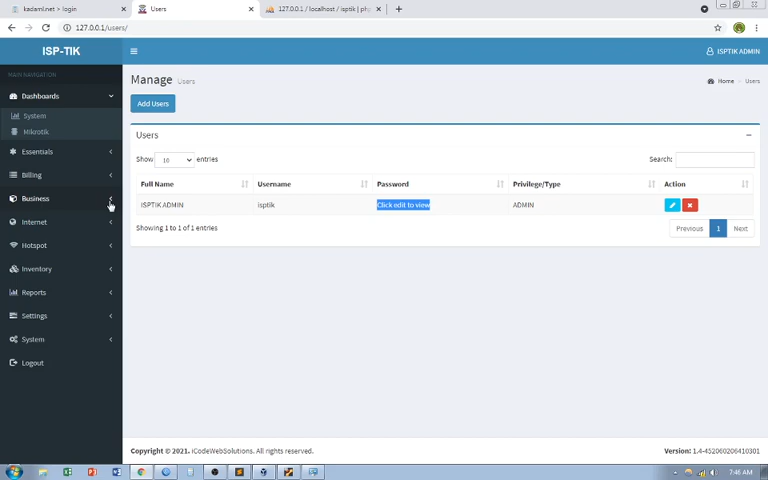 kadami.net > login
Users
127.0.0.1 / localhost / isptik | ph
127.0.0.1/users/
ISP-TIK
ISPTIK ADMIN
MAIN NAVIGATION
Manage Users
Home > Users
Dashboards
Add Users
System
Mikrotik
Users
Essentials
Show 10 entries
Search:
Billing
Full Name Username Password Privilege/Type Action
Business
ISPTIK ADMIN isptik Click edit to view ADMIN
Internet
Showing 1 to 1 of 1 entries
Previous 1 Next
Hotspot
Inventory
Reports
Settings
System
Logout
Copyright © 2021. iCodeWebSolutions. All rights reserved.
Version: 1.4-452060206410301
7:46 AM